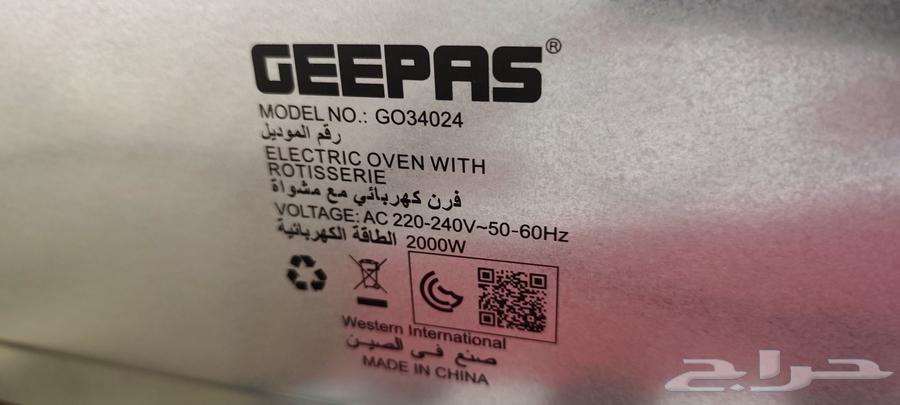 GEEPAS®
MODEL NO.: GO34024
رقم الموديل
ELECTRIC OVEN WITH
ROTISSERIE
فرن كهربائي مع مشواة
VOLTAGE: AC 220-240V~50-60Hz
الطاقة الكهربائية 2000W
Western International
صنع في الصين
MADE IN CHINA
حراج